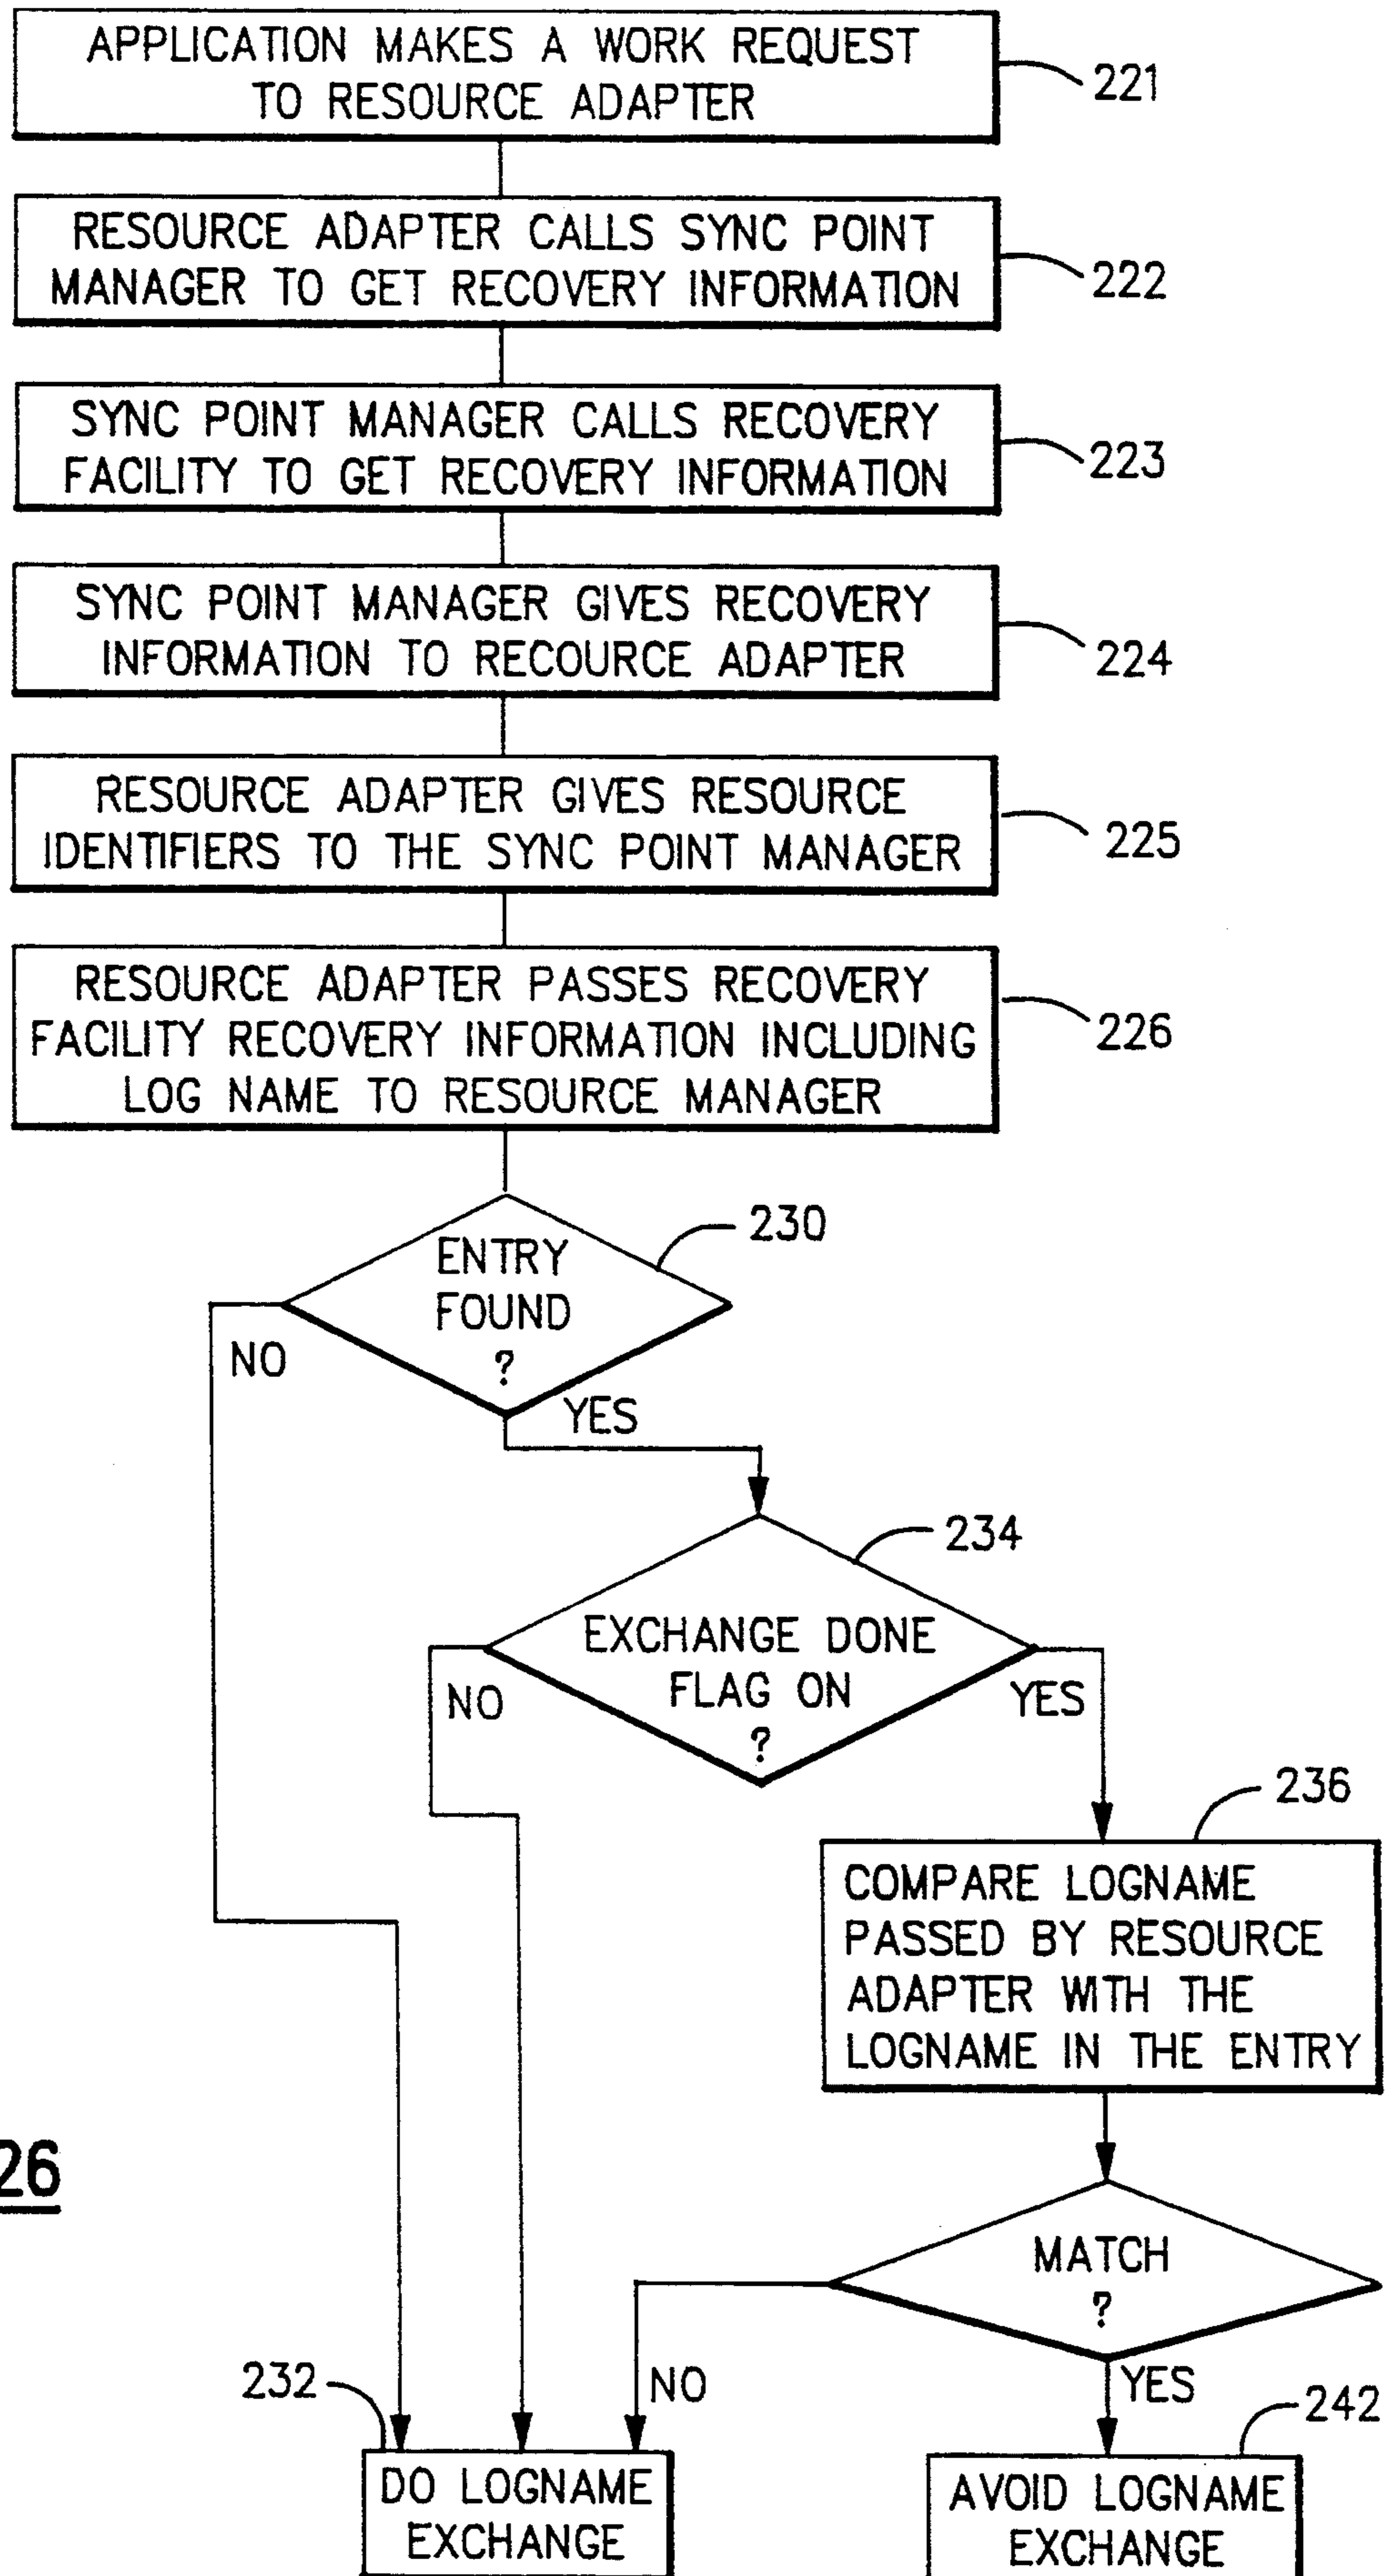 APPLICATION MAKES A WORK REQUEST
TO RESOURCE ADAPTER
221
RESOURCE ADAPTER CALLS SYNC POINT
MANAGER TO GET RECOVERY INFORMATION
222
SYNC POINT MANAGER CALLS RECOVERY
FACILITY TO GET RECOVERY INFORMATION
223
SYNC POINT MANAGER GIVES RECOVERY
INFORMATION TO RECOURCE ADAPTER
224
RESOURCE ADAPTER GIVES RESOURCE
IDENTIFIERS TO THE SYNC POINT MANAGER
225
RESOURCE ADAPTER PASSES RECOVERY
FACILITY RECOVERY INFORMATION INCLUDING
LOG NAME TO RESOURCE MANAGER
226
230
ENTRY
FOUND
?
NO
YES
234
EXCHANGE DONE
FLAG ON
?
NO
YES
236
COMPARE LOGNAME
PASSED BY RESOURCE
ADAPTER WITH THE
LOGNAME IN THE ENTRY
26
MATCH
?
NO
YES
232
242
DO LOGNAME
EXCHANGE
AVOID LOGNAME
EXCHANGE